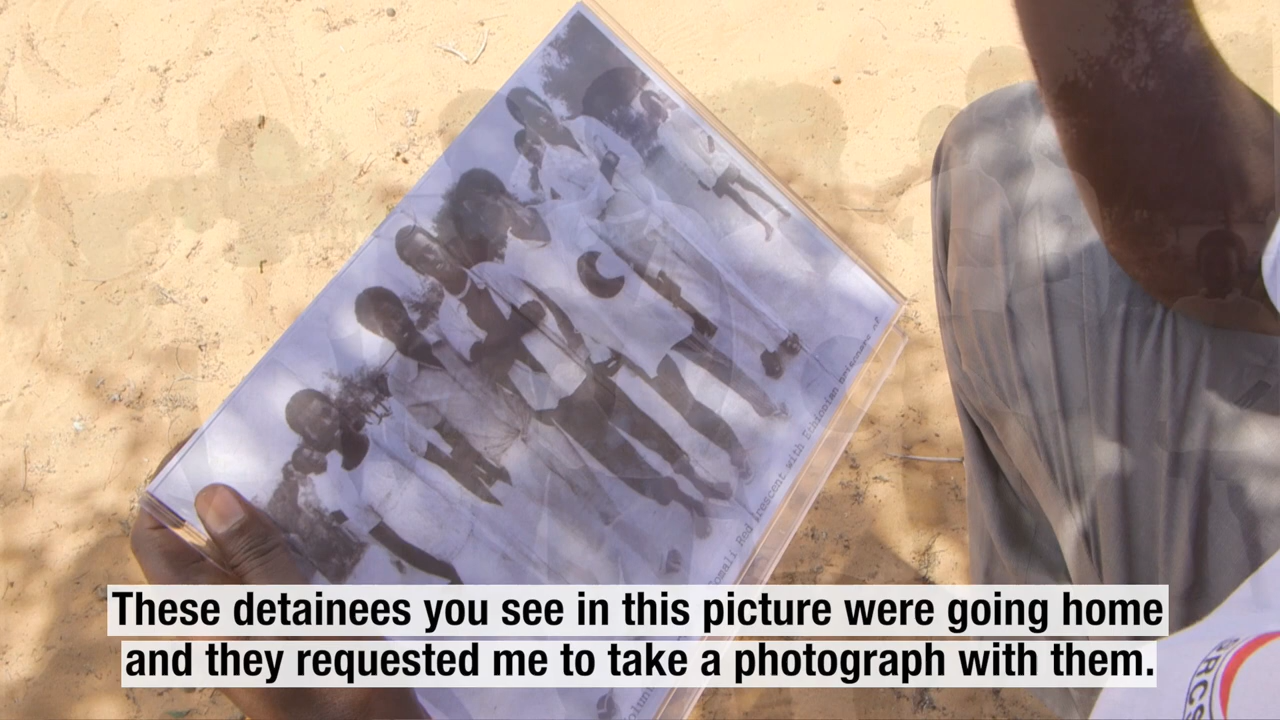 These detainees you see in this picture were going home
and they requested me to take a photograph with them.
Somali Red Crescent with Ethiopian prisoners of